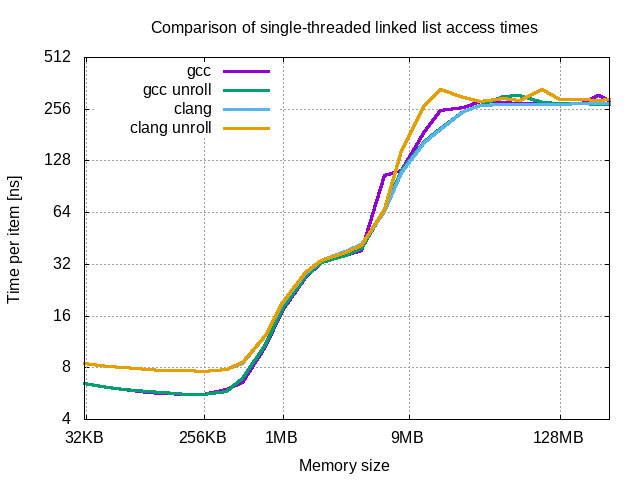 Comparison of single-threaded linked list access times
512
256
128
64
32
16
8
4
gcc
gcc unroll
clang
clang unroll
Time per item [ns]
32KB 256KB 1MB 9MB 128MB
Memory size